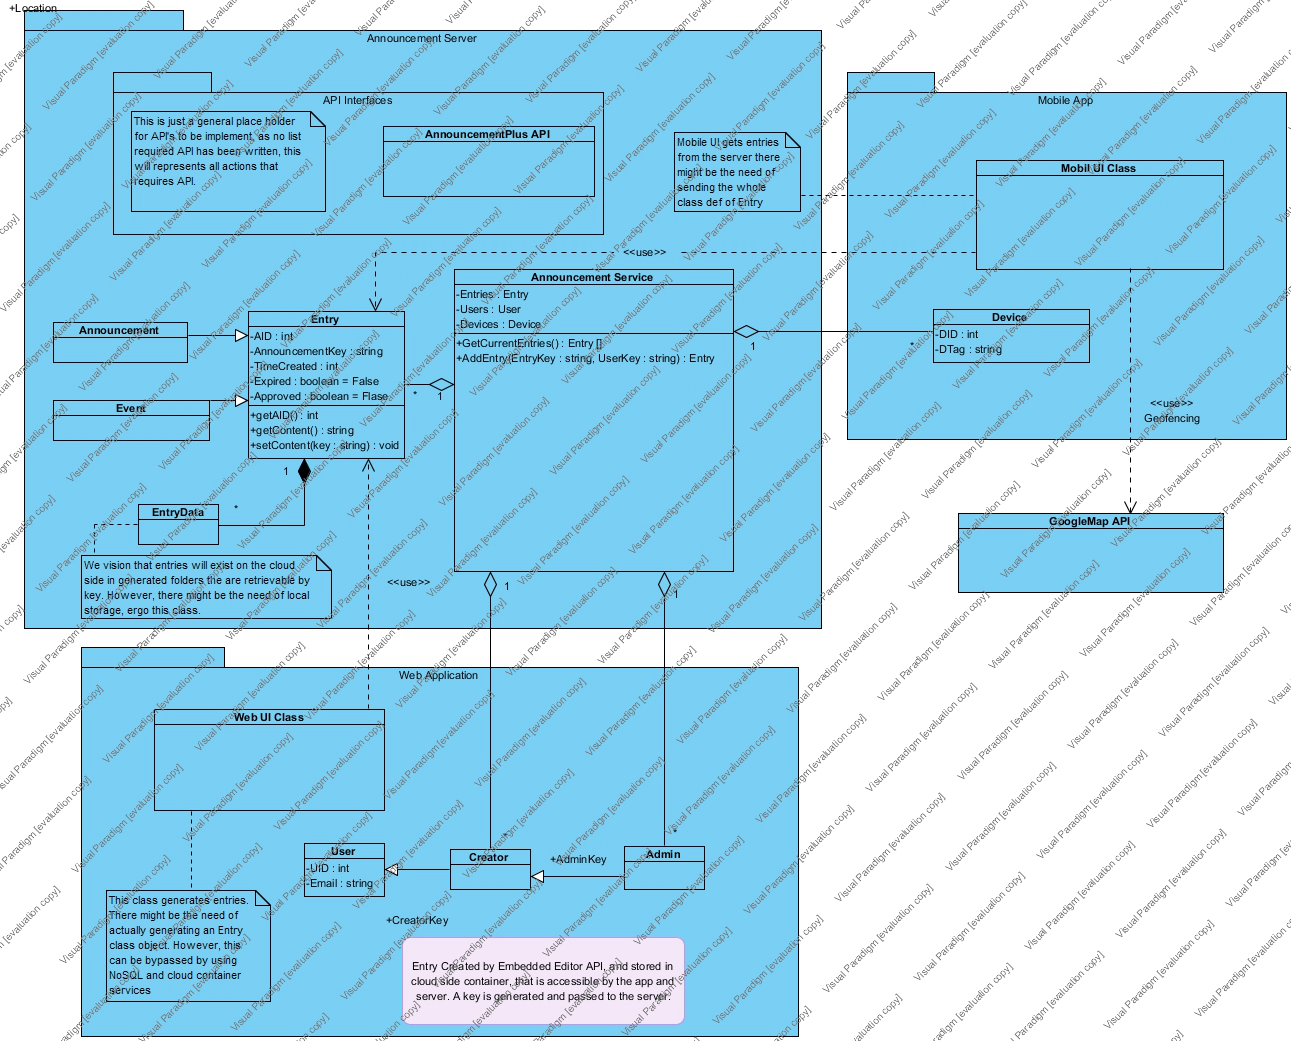 +Location
Announcement Server
API Interfaces
This is just a general place holder
for API's to be implement, as no list
required API has been written, this
will represents all actions that
requires API.
AnnouncementPlus API
Mobile UI gets entries
from the server there
might be the need of
sending the whole
class def of Entry
Mobile App
Mobil UI Class
<<use>>
Announcement Service
-Entries : Entry
-Users : User
-Devices : Device
+GetCurrentEntries() : Entry []
+AddEntry(EntryKey : string, UserKey : string) : Entry
Announcement
Event
Entry
-AID : int
-AnnouncementKey : string
-TimeCreated : int
-Expired : boolean = False
-Approved : boolean = Flase
+getAID() : int
+getContent() : string
+setContent(key : string) : void
*
1
1
*
Device
-DID : int
-DTag : string
<<use>>
Geofencing
GoogleMap API
1
*
EntryData
We vision that entries will exist on the cloud
side in generated folders the are retrievable by
key. However, there might be the need of local
storage, ergo this class.
<<use>>
1
1
Web Application
Web UI Class
*
*
User
-UID : int
-Email : string
Creator
+AdminKey
Admin
+CreatorKey
This class generates entries.
There might be the need of
actually generating an Entry
class object. However, this
can be bypassed by using
NoSQL and cloud container
services
Entry Created by Embedded Editor API, and stored in
cloud side container, that is accessible by the app and
server. A key is generated and passed to the server.
Visual Paradigm [evaluation copy]